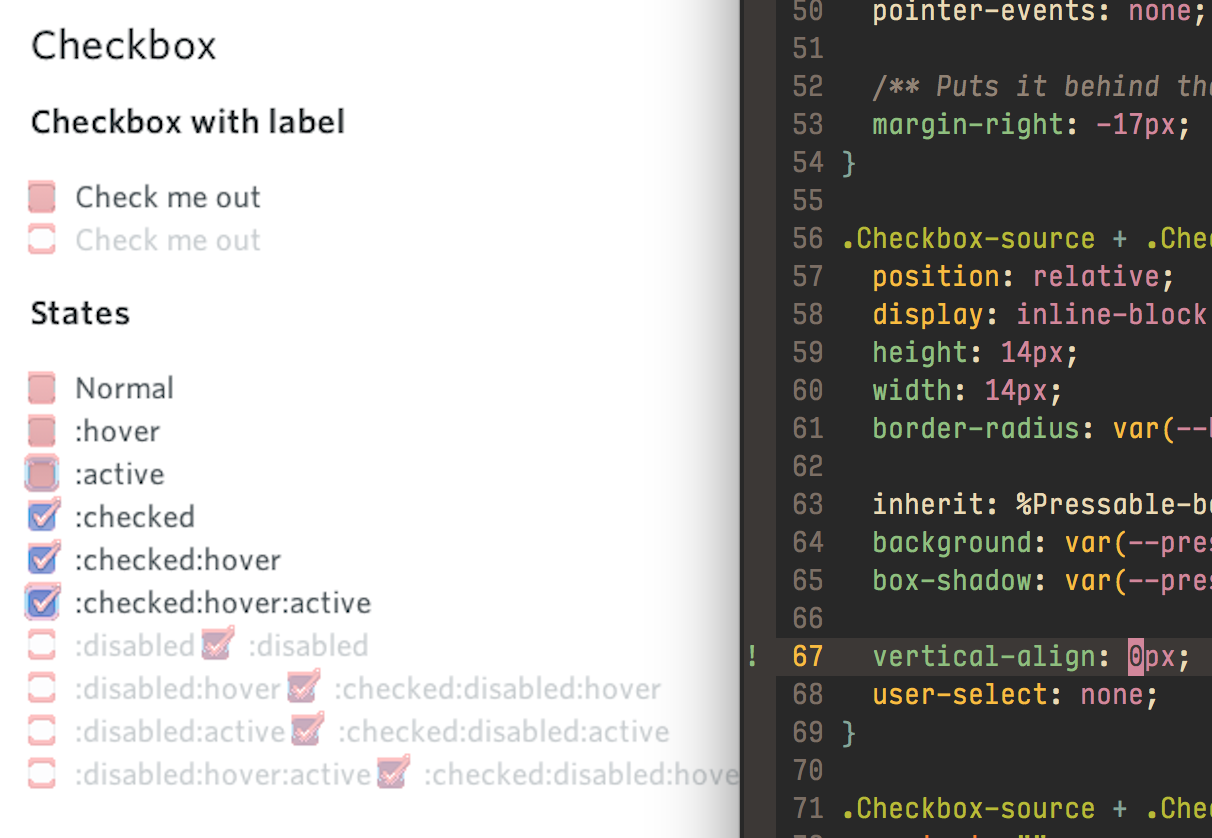 Checkbox
Checkbox with label
Check me out
Check me out
States
Normal
:hover
:active
:checked
:checked:hover
:checked:hover:active
:disabled :disabled
:disabled:hover :checked:disabled:hover
:disabled:active :checked:disabled:active
:disabled:hover:active :checked:disabled:hove
50 pointer-events: none;
51
52 /** Puts it behind the
53 margin-right: -17px;
54 }
55
56 .Checkbox-source + .Chec
57 position: relative;
58 display: inline-block
59 height: 14px;
60 width: 14px;
61 border-radius: var(--
62
63 inherit: %Pressable-b
64 background: var(--pres
65 box-shadow: var(--pres
66
! 67 vertical-align: 0px;
68 user-select: none;
69 }
70
71 .Checkbox-source + .Chec